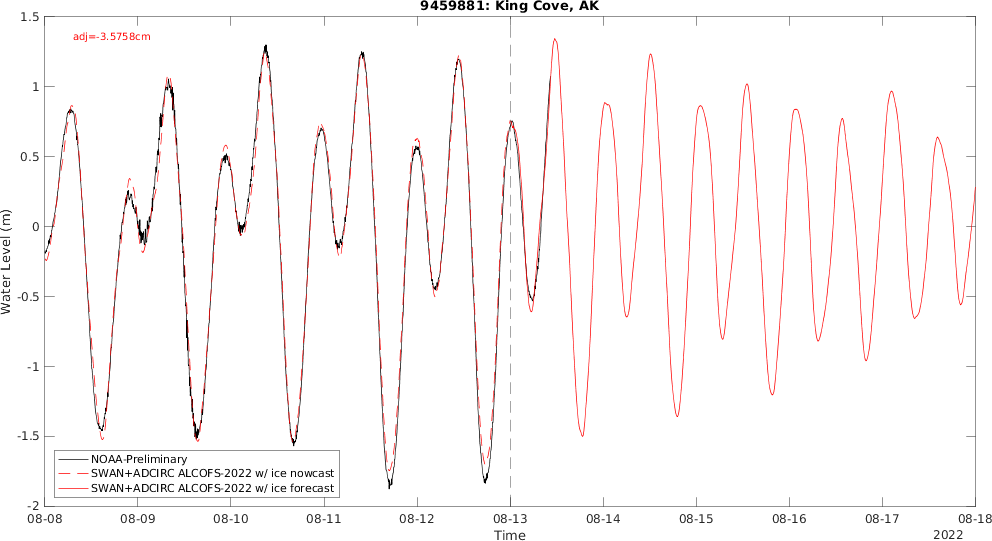 9459881: King Cove, AK
adj=-3.5758cm
1.5
1
0.5
0
-0.5
-1
-1.5
-2
Water Level (m)
NOAA-Preliminary
SWAN+ADCIRC ALCOFS-2022 w/ ice nowcast
SWAN+ADCIRC ALCOFS-2022 w/ ice forecast
08-08 08-09 08-10 08-11 08-12 08-13 08-14 08-15 08-16 08-17 08-18
Time
2022